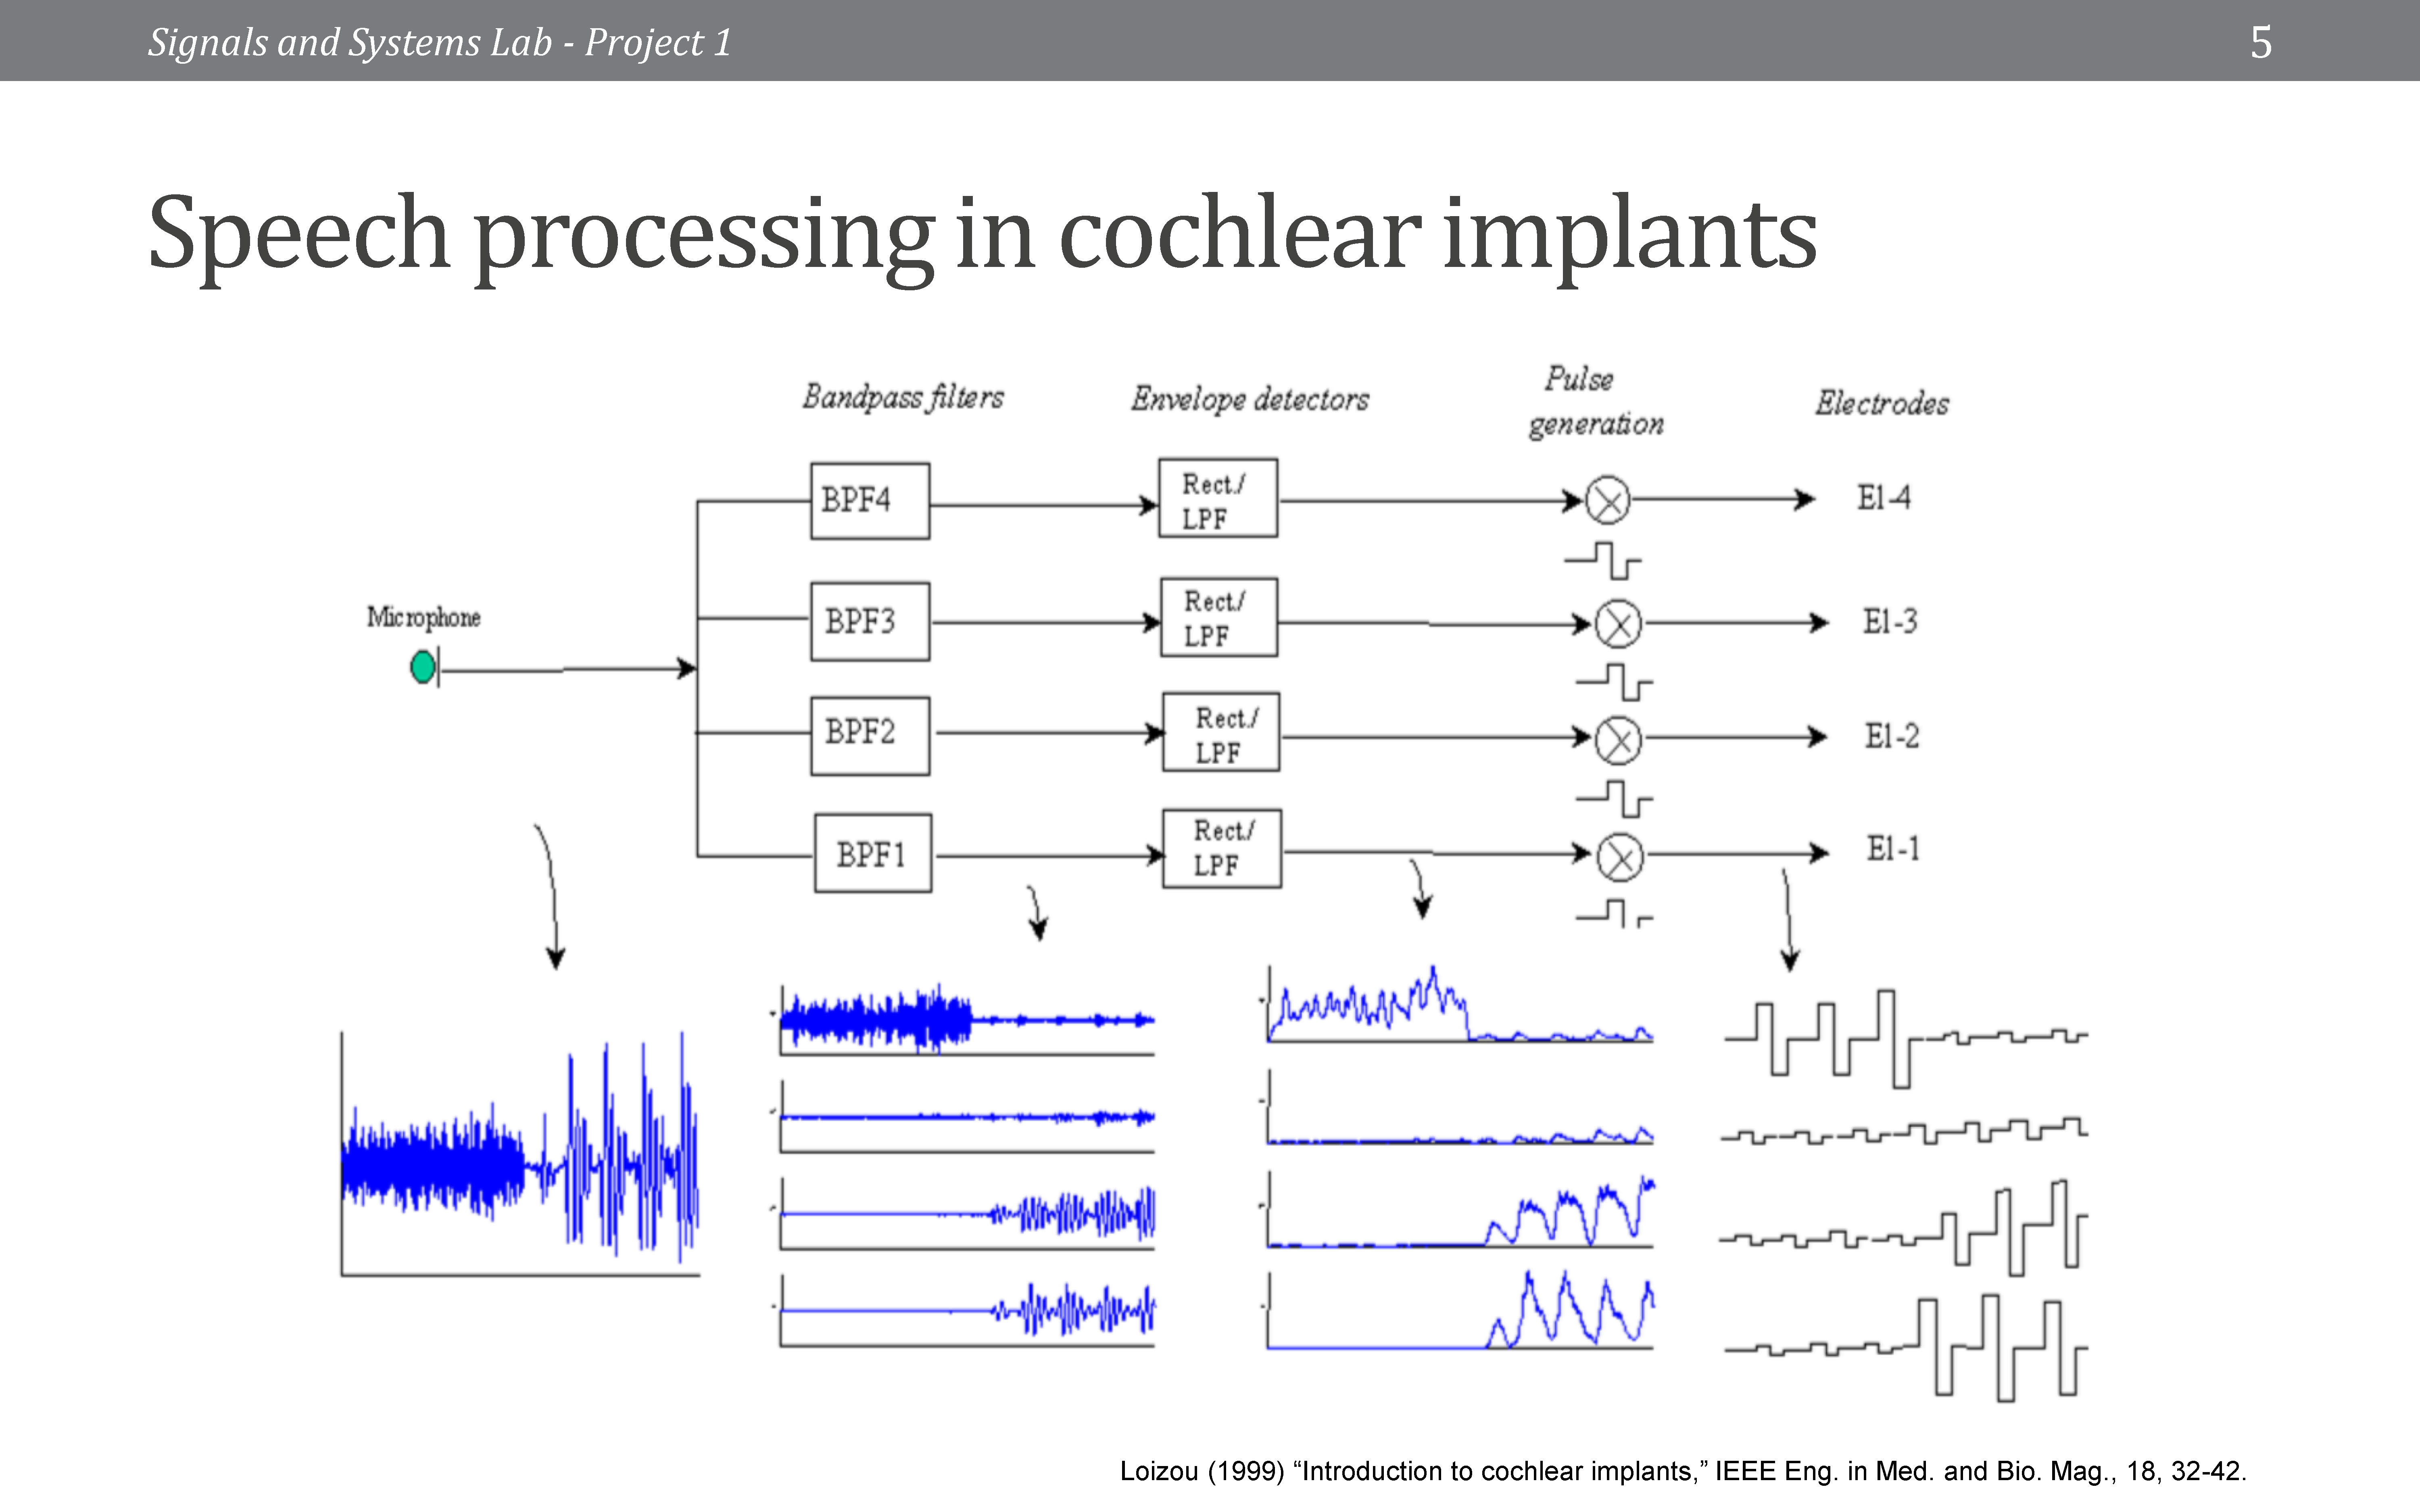 Signals and Systems Lab - Project 1
5
Speech processing in cochlear implants
Bandpass filters
Envelope detectors
Pulse
generation
Electrodes
BPF4
Rect./
LPF
El-4
Microphone
BPF3
Rect./
LPF
El-3
BPF2
Rect./
LPF
El-2
BPF1
Rect./
LPF
El-1
Loizou (1999) “Introduction to cochlear implants,” IEEE Eng. in Med. and Bio. Mag., 18, 32-42.